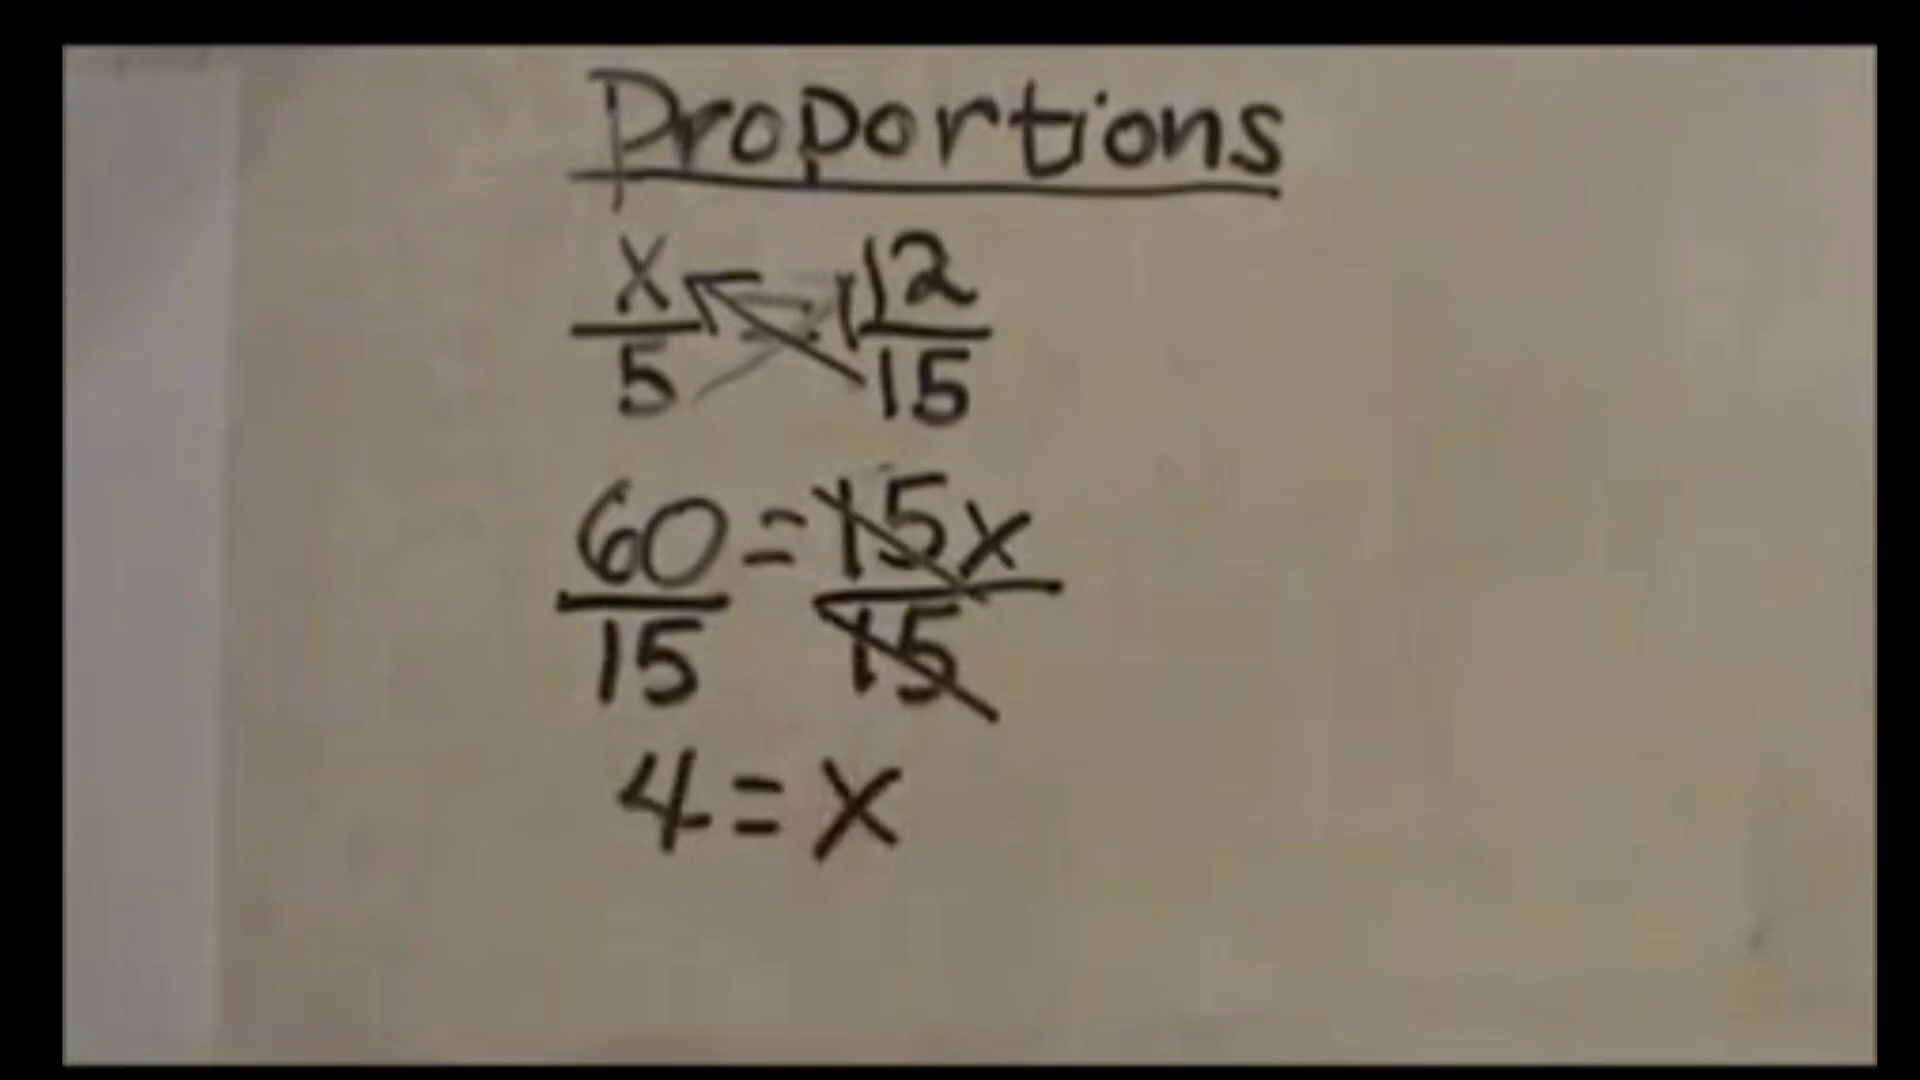 Proportions
x/5 = 12/15
60/15 = 15x/15
4 = x